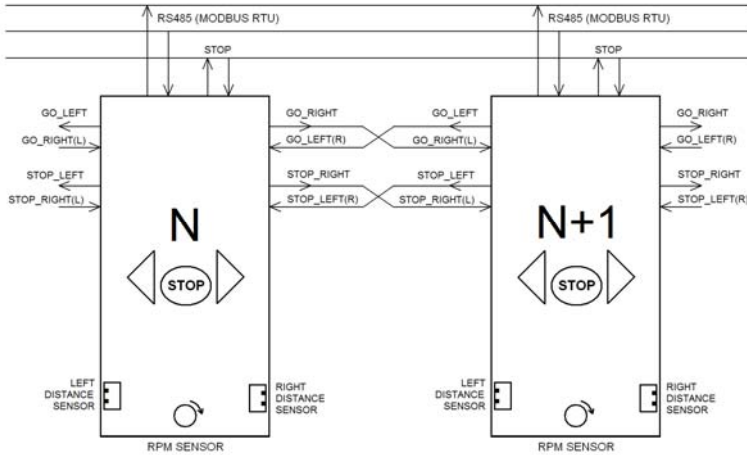 RS485 (MODBUS RTU)
RS485 (MODBUS RTU)
STOP
STOP
GO_LEFT
GO_RIGHT
GO_LEFT
GO_RIGHT
GO_RIGHT(L)
GO_LEFT(R)
GO_RIGHT(L)
GO_LEFT(R)
STOP_LEFT
STOP_RIGHT
STOP_LEFT
STOP_RIGHT
STOP_RIGHT(L)
STOP_LEFT(R)
STOP_RIGHT(L)
STOP_LEFT(R)
N
N+1
STOP
STOP
LEFT
DISTANCE
SENSOR
RIGHT
DISTANCE
SENSOR
LEFT
DISTANCE
SENSOR
RIGHT
DISTANCE
SENSOR
RPM SENSOR
RPM SENSOR